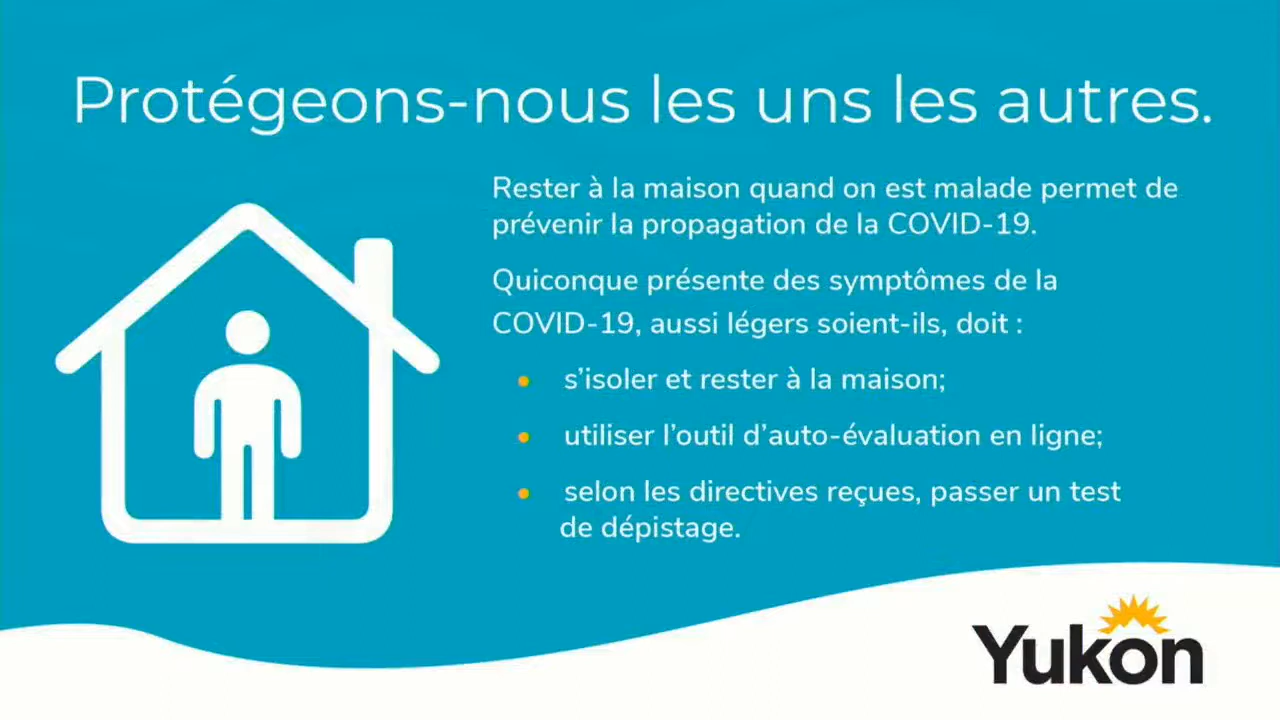 Protégeons-nous les uns les autres.
Rester à la maison quand on est malade permet de
prévenir la propagation de la COVID-19.
Quiconque présente des symptômes de la
COVID-19, aussi légers soient-ils, doit :
• s’isoler et rester à la maison;
• utiliser l’outil d’auto-évaluation en ligne;
• selon les directives reçues, passer un test
de dépistage.
Yukon